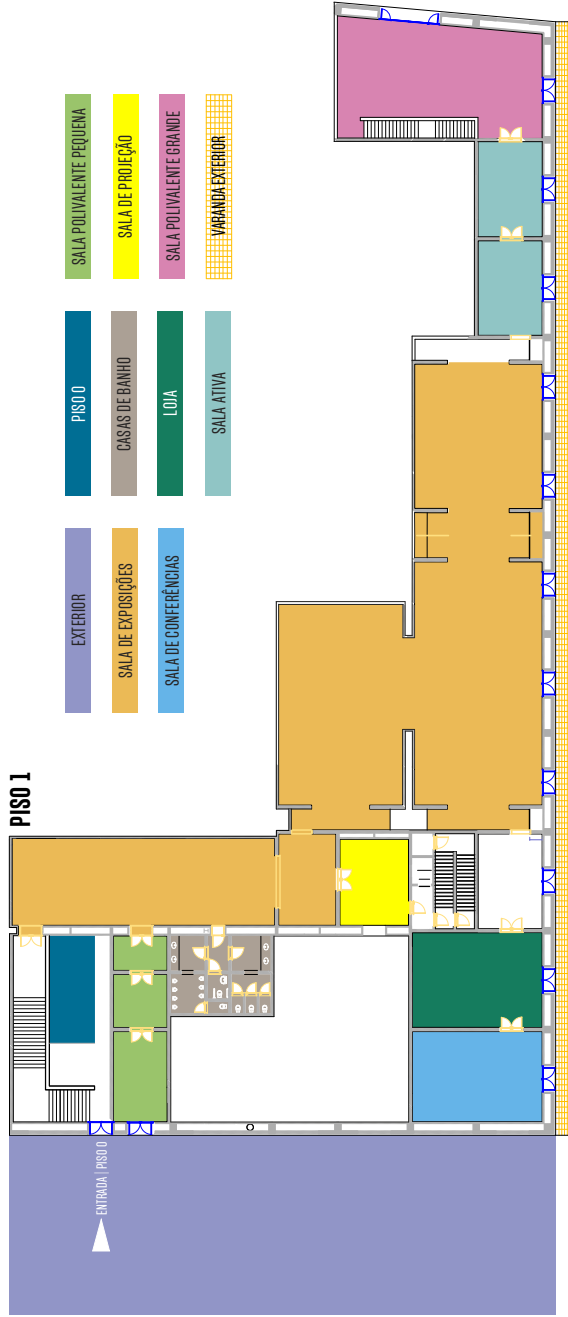 PISO 1
EXTERIOR
SALA DE EXPOSIÇÕES
SALA DE CONFERÊNCIAS
PISO 0
CASAS DE BANHO
LOJA
SALA ATIVA
SALA POLIVALENTE PEQUENA
SALA DE PROJEÇÃO
SALA POLIVALENTE GRANDE
VARANDA EXTERIOR
ENTRADA | PISO 0